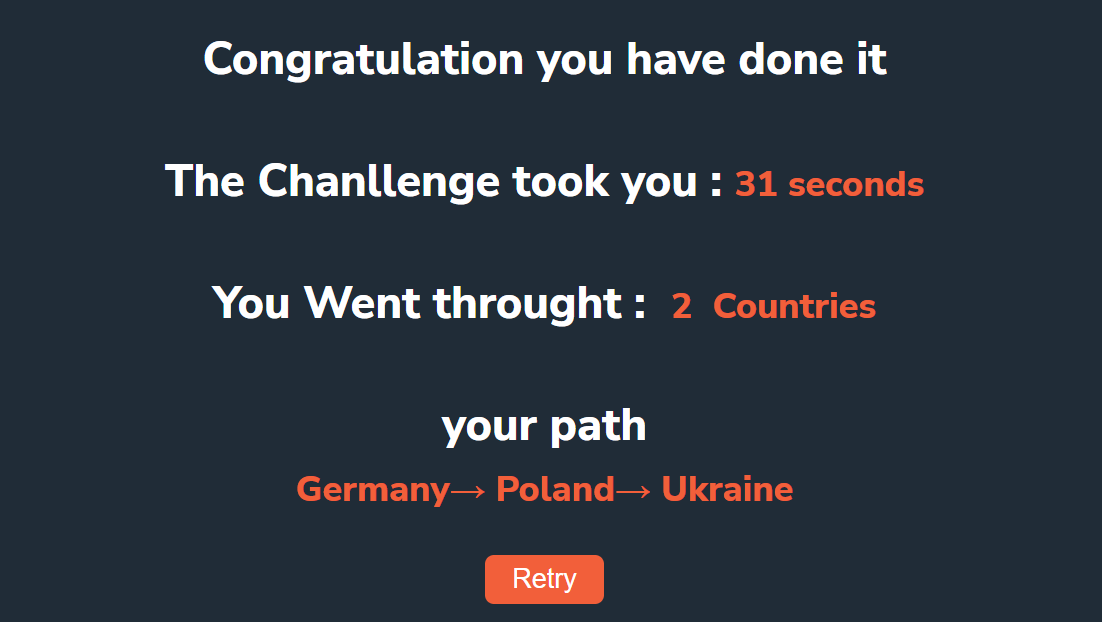 Congratulation you have done it
The Chanllenge took you : 31 seconds
You Went throught : 2 Countries
your path
Germany→ Poland→ Ukraine
Retry